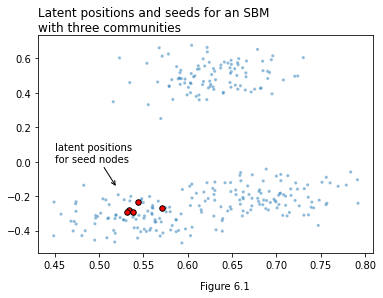 Latent positions and seeds for an SBM
with three communities
0.6
0.4
0.2
0.0
−0.2
−0.4
latent positions
for seed nodes
0.45 0.50 0.55 0.60 0.65 0.70 0.75 0.80
Figure 6.1